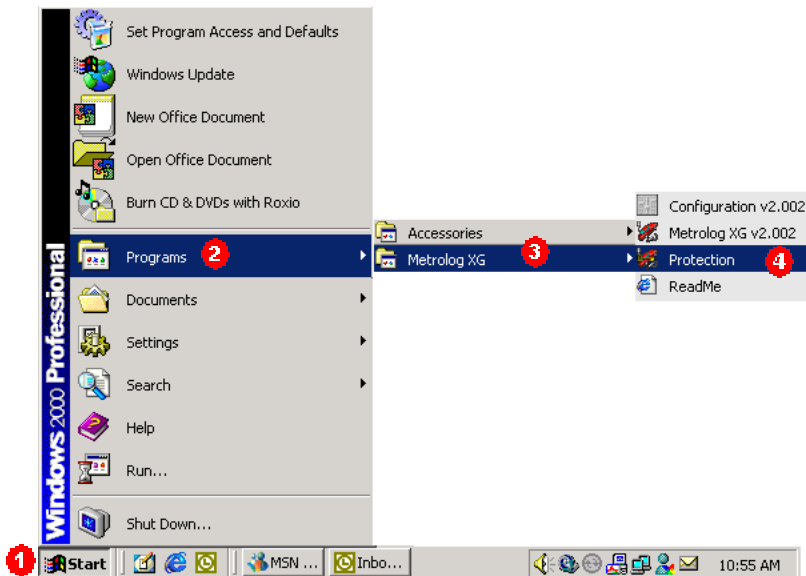 Set Program Access and Defaults
Windows Update
New Office Document
Open Office Document
Burn CD & DVDs with Roxio
Programs 2
Documents
Settings
Search
Help
Run...
Shut Down...
Windows 2000 Professional
Accessories
Metrolog XG 3
Configuration v2.002
Metrolog XG v2.002
Protection 4
ReadMe
1 Start MSN ... Inbo... 10:55 AM